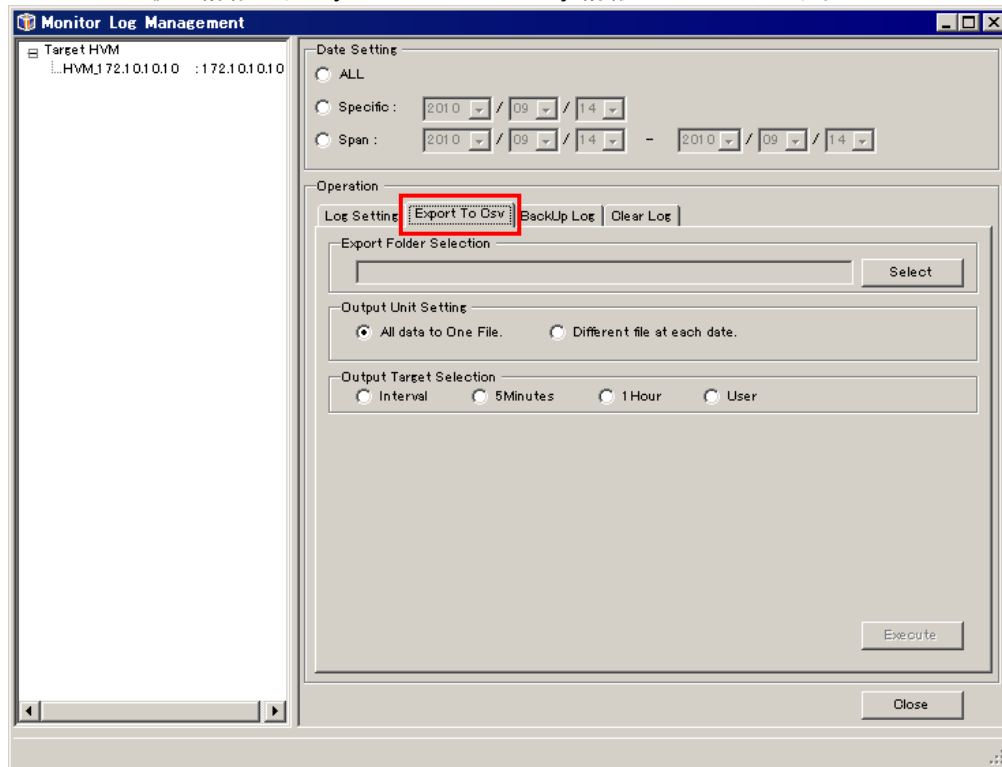 Monitor Log Management
Target HVM
HVM_172.10.10.10 :172.10.10.10
Date Setting
ALL
Specific : 2010 / 09 / 14
Span : 2010 / 09 / 14 - 2010 / 09 / 14
Operation
Log Setting Export To Csv BackUp Log Clear Log
Export Folder Selection
Select
Output Unit Setting
All data to One File. Different file at each date.
Output Target Selection
Interval 5Minutes 1Hour User
Execute
Close